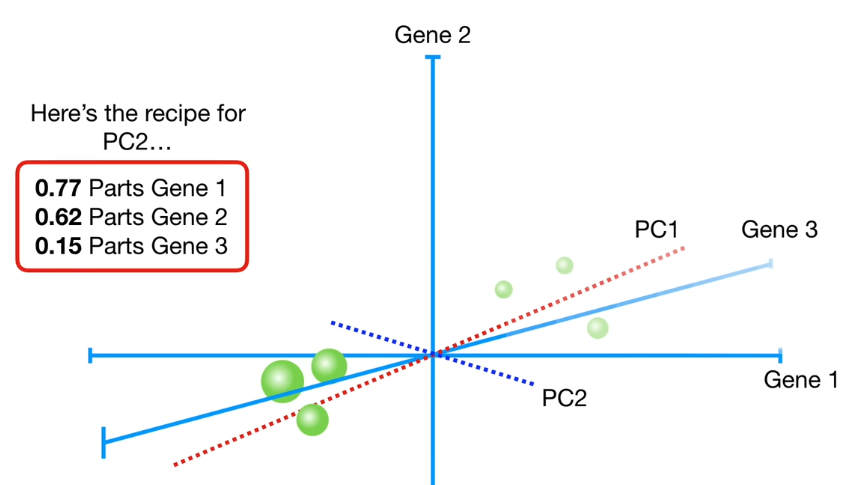 Gene 2
Here's the recipe for
PC2…
0.77 Parts Gene 1
0.62 Parts Gene 2
0.15 Parts Gene 3
PC1
Gene 3
Gene 1
PC2